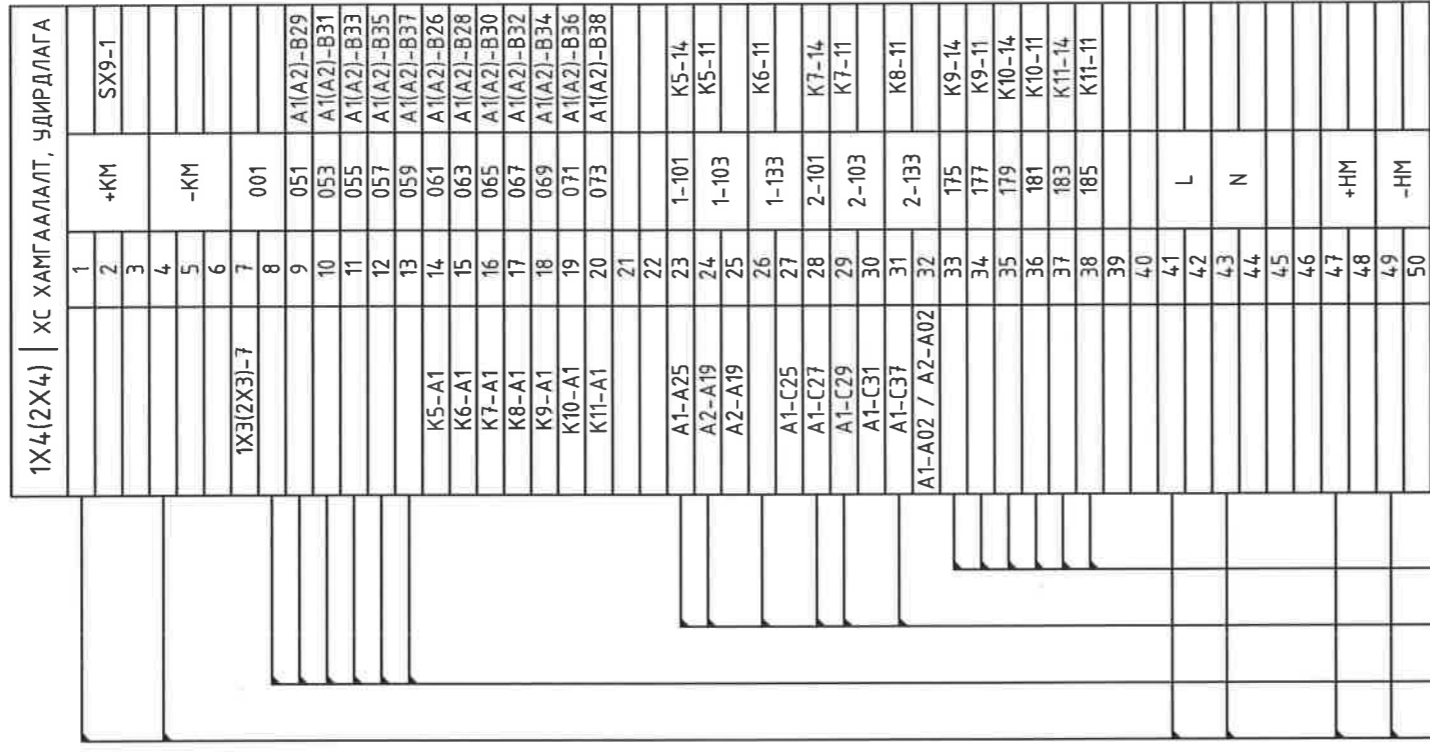 1X4(2X4) | ХС ХАМГААЛАЛТ, УДИРДЛАГА
1
2 +KM SX9-1
3
4
5 -KM
6
1X3(2X3)-7 7 001
8
9 051 A1(A2)-B29
10 053 A1(A2)-B31
11 055 A1(A2)-B33
12 057 A1(A2)-B35
13 059 A1(A2)-B37
K5-A1 14 061 A1(A2)-B26
K6-A1 15 063 A1(A2)-B28
K7-A1 16 065 A1(A2)-B30
K8-A1 17 067 A1(A2)-B32
K9-A1 18 069 A1(A2)-B34
K10-A1 19 071 A1(A2)-B36
K11-A1 20 073 A1(A2)-B38
21
22
A1-A25 23 1-101 K5-14
A2-A19 24 1-103 K5-11
A2-A19 25
26 1-133 K6-11
A1-C25 27
A1-C27 28 2-101 K7-14
A1-C29 29 2-103 K7-11
A1-C31 30
A1-C37 31 2-133 K8-11
A1-A02 / A2-A02 32
33 175 K9-14
34 177 K9-11
35 179 K10-14
36 181 K10-11
37 183 K11-14
38 185 K11-11
39
40
41 L
42
43 N
44
45
46
47 +HM
48
49 -HM
50